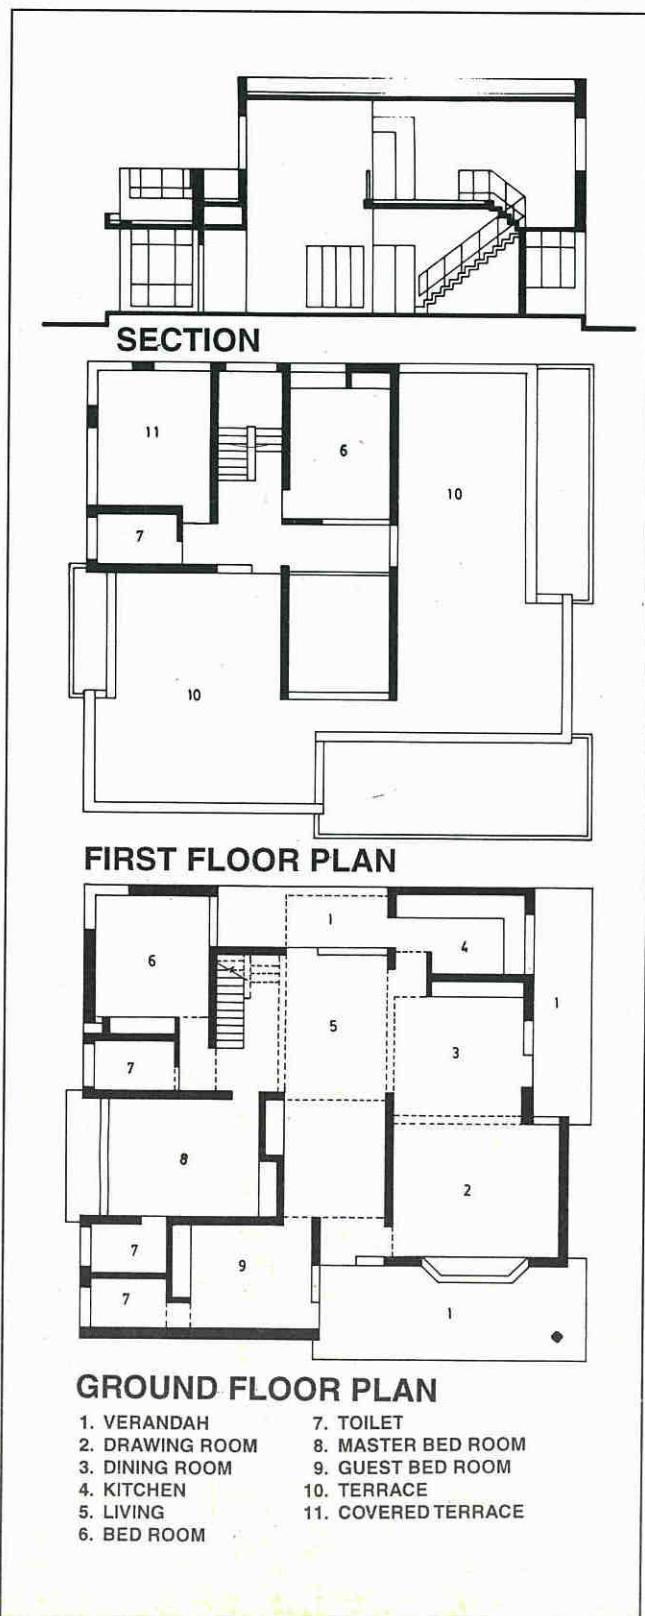 SECTION
11
6
10
7
10
FIRST FLOOR PLAN
1
6
4
1
5
3
7
8
2
7
9
7
1
GROUND FLOOR PLAN
1. VERANDAH
2. DRAWING ROOM
3. DINING ROOM
4. KITCHEN
5. LIVING
6. BED ROOM
7. TOILET
8. MASTER BED ROOM
9. GUEST BED ROOM
10. TERRACE
11. COVERED TERRACE